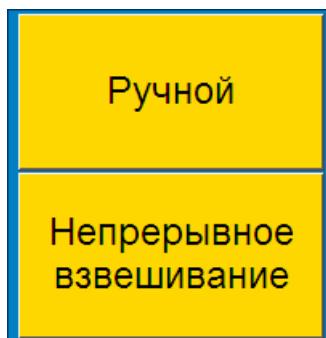 Ручной
Непрерывное
взвешивание